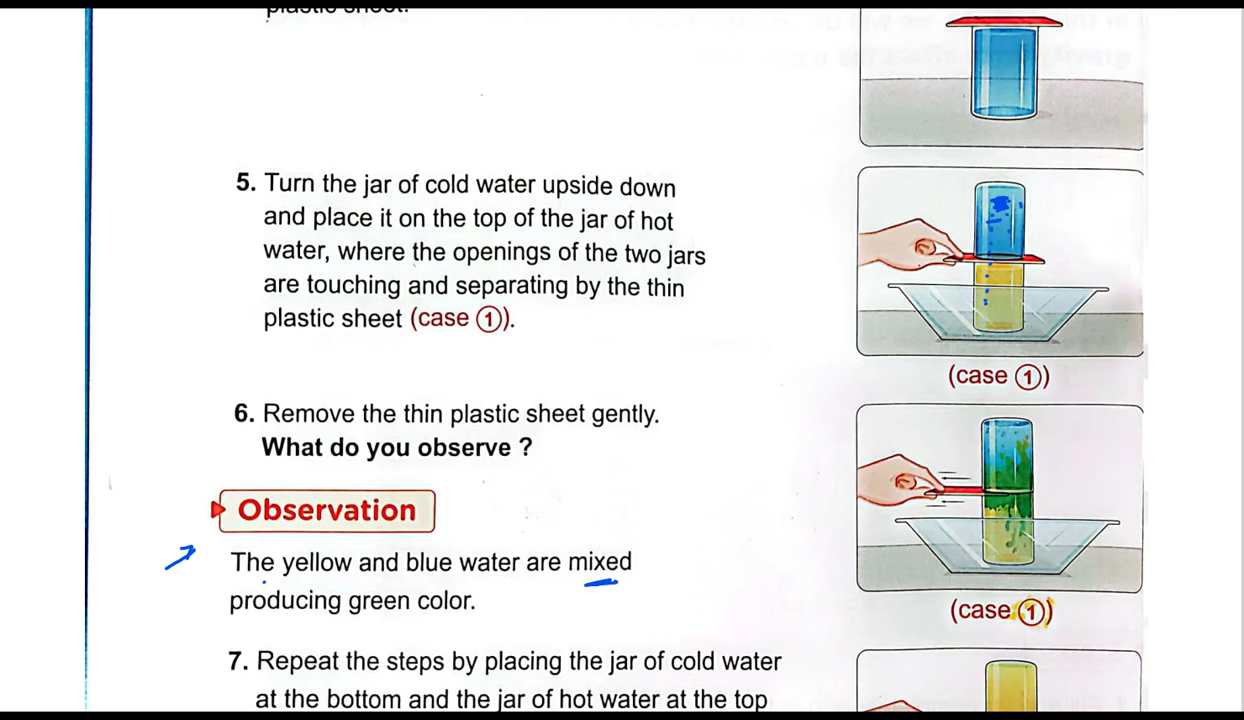 plastic sheet.
5. Turn the jar of cold water upside down
and place it on the top of the jar of hot
water, where the openings of the two jars
are touching and separating by the thin
plastic sheet (case ①).
(case ①)
6. Remove the thin plastic sheet gently.
What do you observe ?
Observation
The yellow and blue water are mixed
producing green color.
(case ①)
7. Repeat the steps by placing the jar of cold water
at the bottom and the jar of hot water at the top